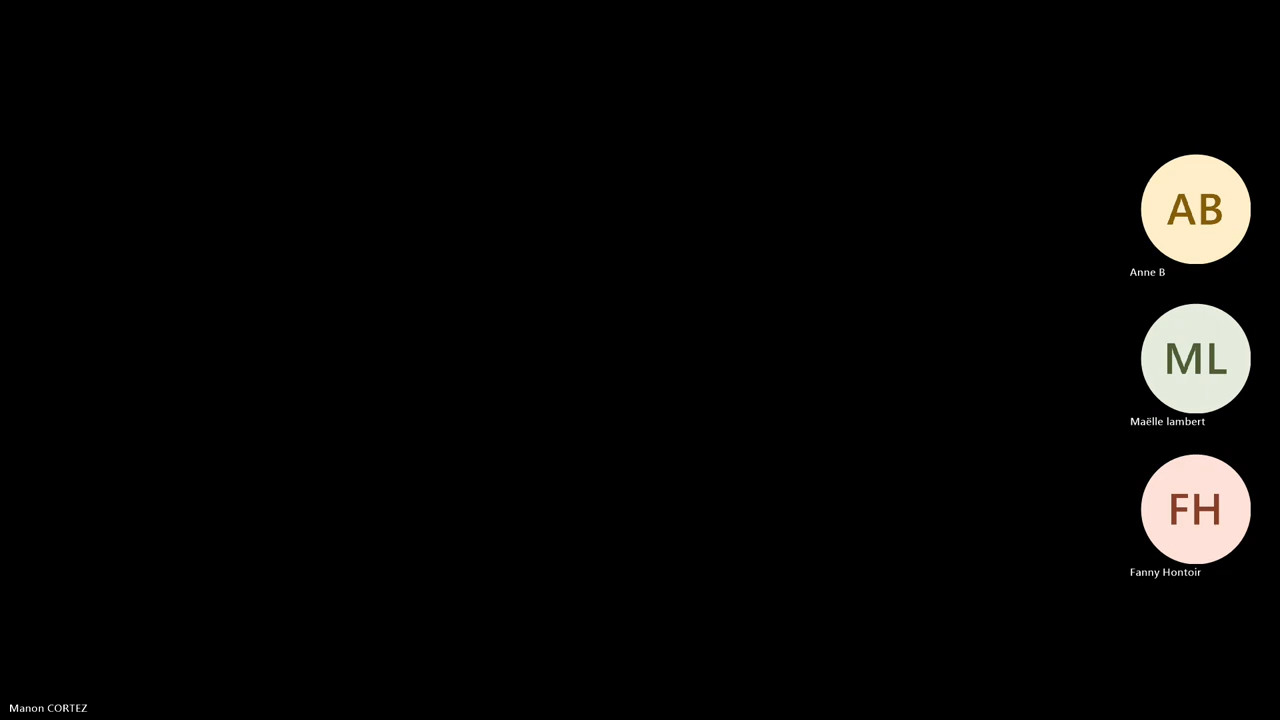 AB
Anne B
ML
Maëlle lambert
FH
Fanny Hontoir
Manon CORTEZ